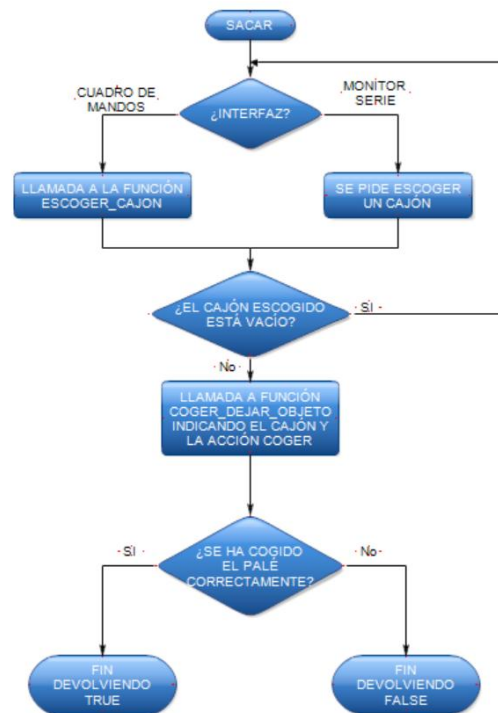 SACAR
CUADRO DE
MANDOS
¿INTERFAZ?
MONÍTOR
SERIE
LLAMADA A LA FUNCIÓN
ESCOGER_CAJON
SE PIDE ESCOGER
UN CAJÓN
¿EL CAJÓN ESCOGIDO
ESTÁ VACÍO?
SI
No
LLAMADA A FUNCIÓN
COGER_DEJAR_OBJETO
INDICANDO EL CAJÓN Y
LA ACCIÓN COGER
SI
¿SE HA COGIDO
EL PALÉ
CORRECTAMENTE?
No
FIN
DEVOLVIENDO
TRUE
FIN
DEVOLVIENDO
FALSE